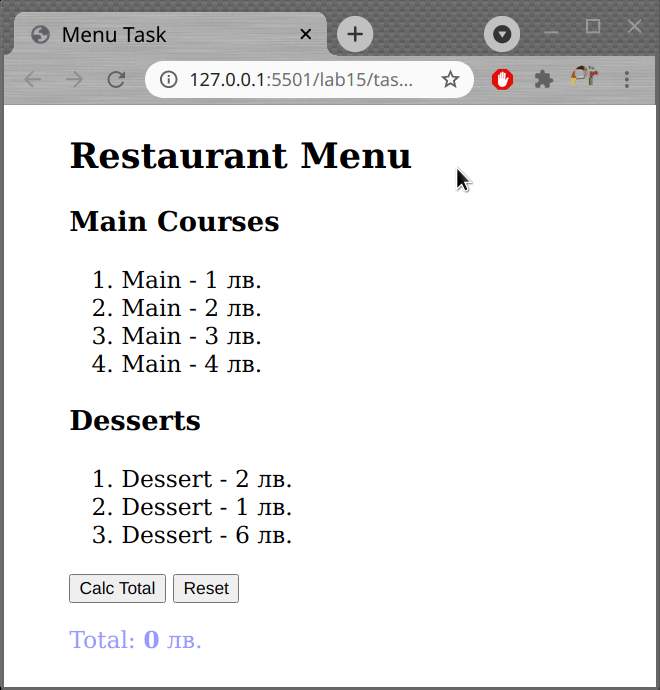 Menu Task
127.0.0.1:5501/lab15/tas...
Restaurant Menu
Main Courses
1. Main - 1 лв.
2. Main - 2 лв.
3. Main - 3 лв.
4. Main - 4 лв.
Desserts
1. Dessert - 2 лв.
2. Dessert - 1 лв.
3. Dessert - 6 лв.
Calc Total Reset
Total: 0 лв.